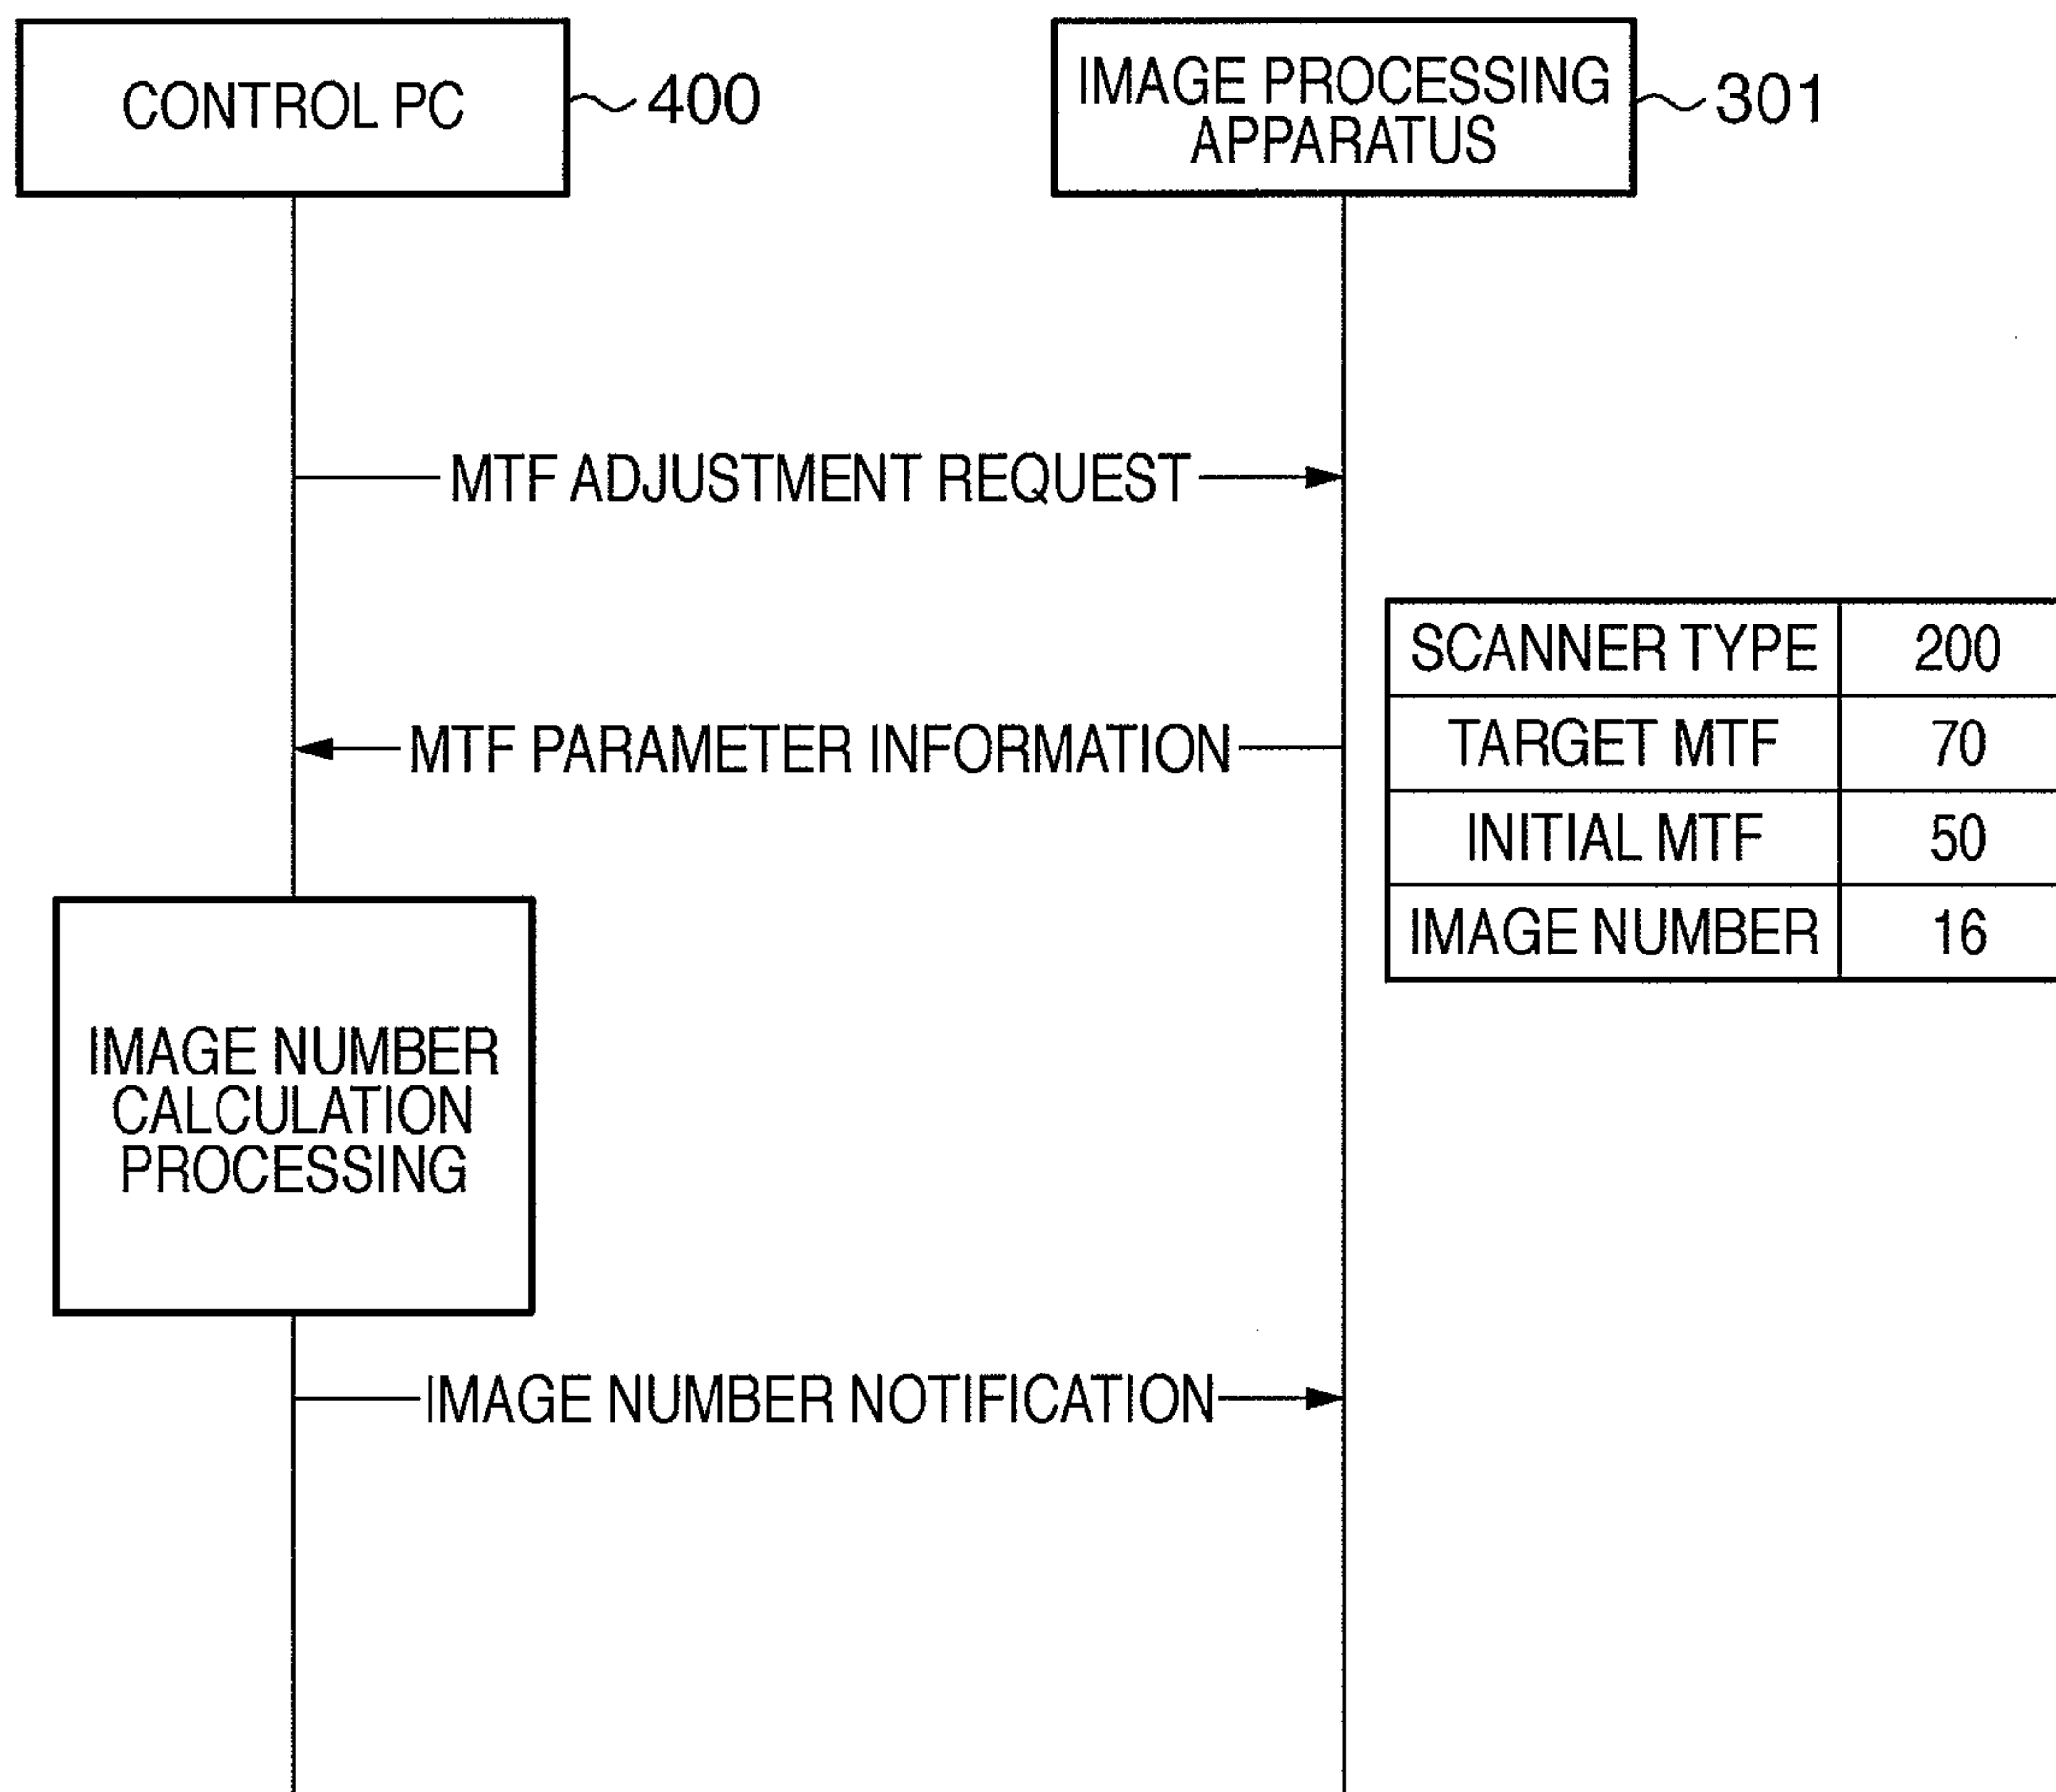 CONTROL PC
400
IMAGE PROCESSING
APPARATUS
301
MTF ADJUSTMENT REQUEST
SCANNER TYPE 200
TARGET MTF 70
INITIAL MTF 50
IMAGE NUMBER 16
MTF PARAMETER INFORMATION
IMAGE NUMBER
CALCULATION
PROCESSING
IMAGE NUMBER NOTIFICATION